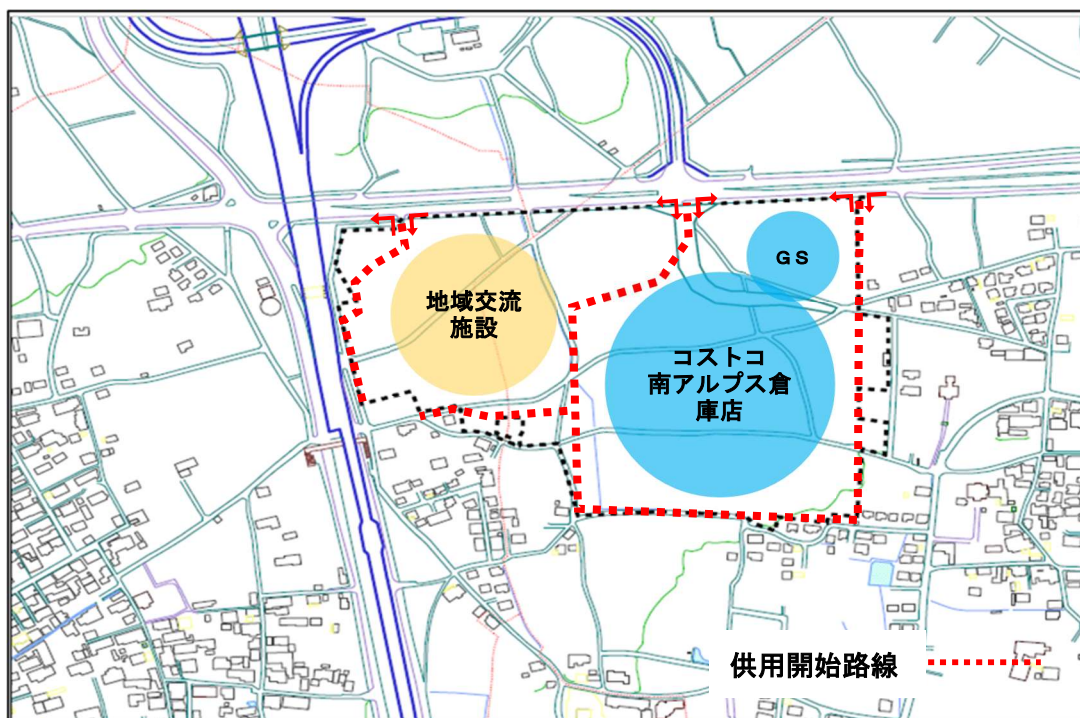 GS
地域交流
施設
コストコ
南アルプス倉
庫店
供用開始路線